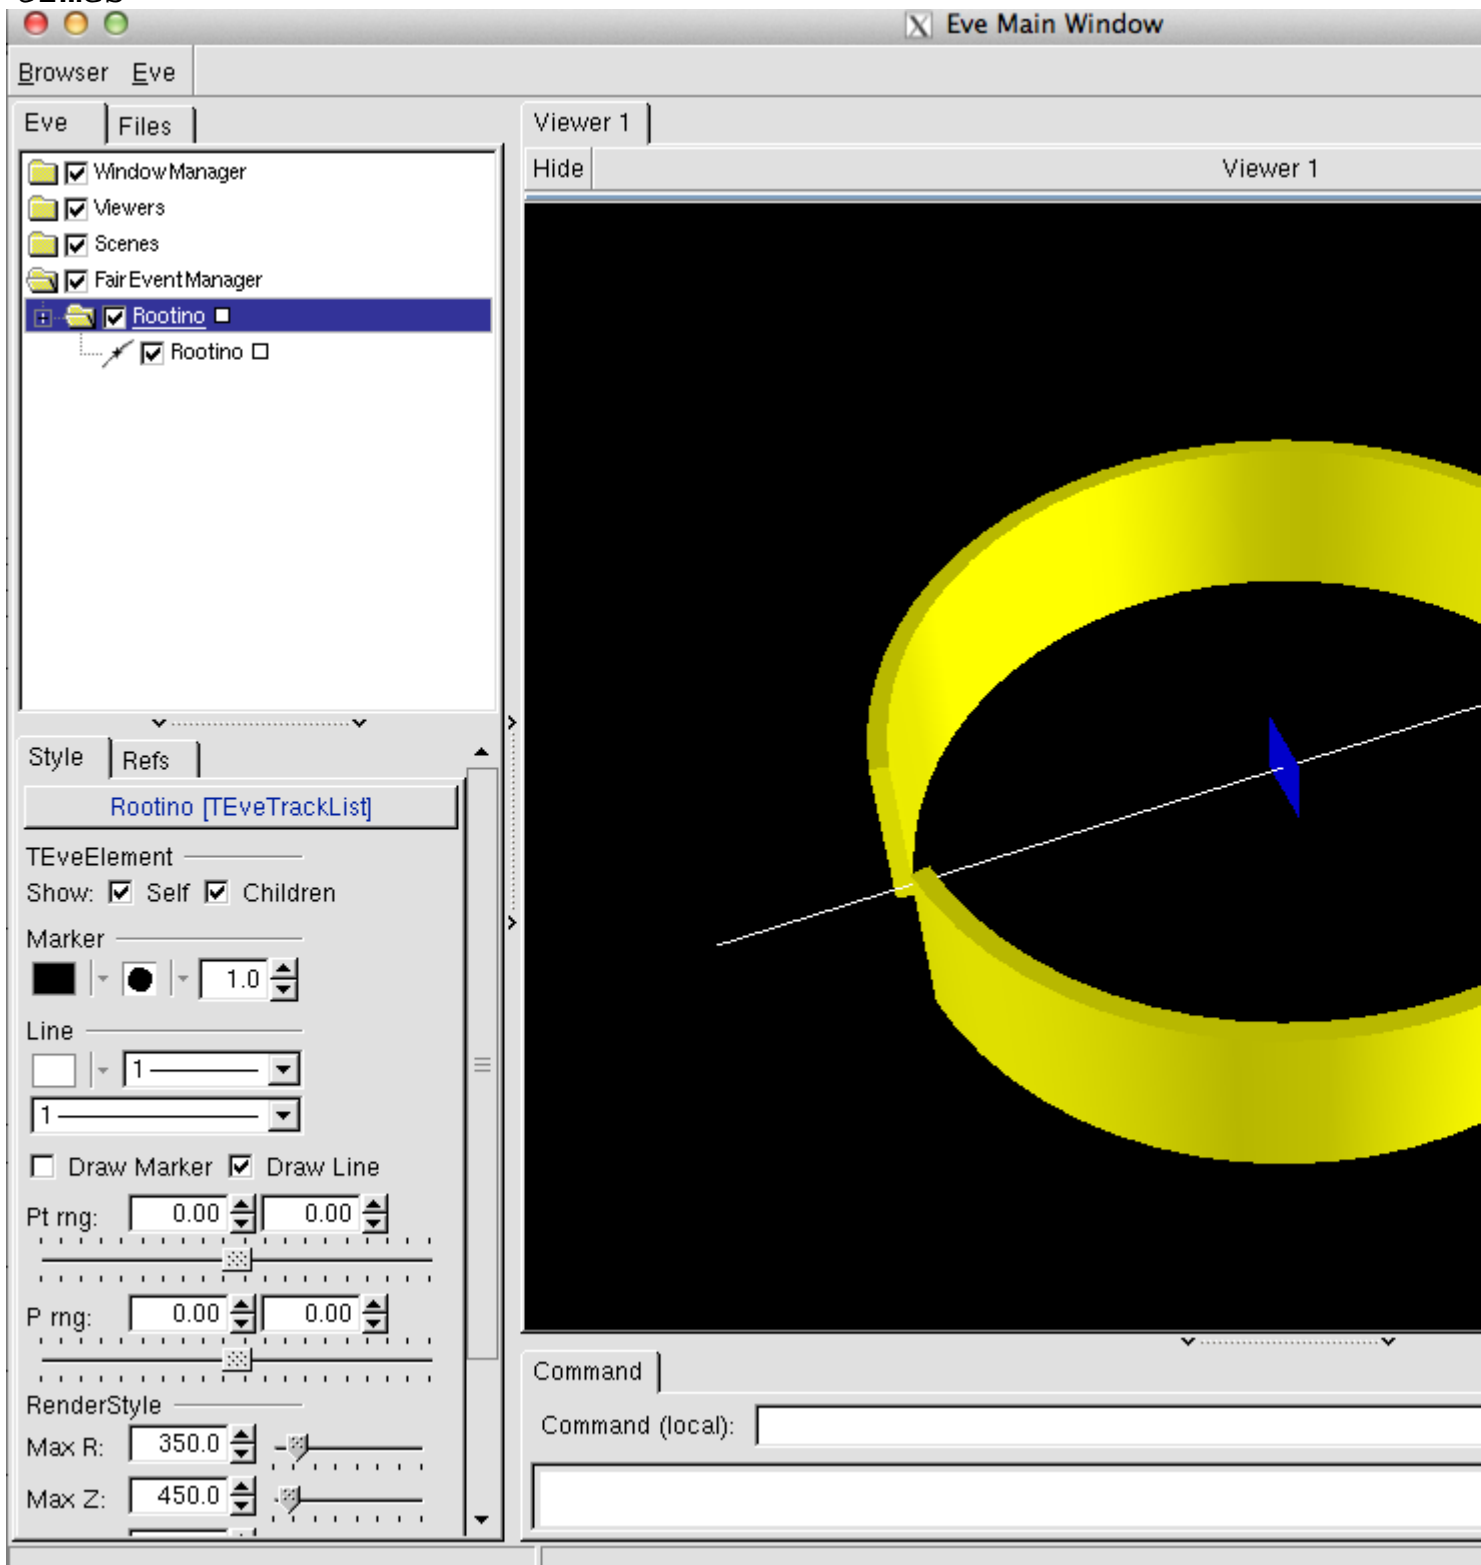 Eve Main Window
Browser Eve
Eve Files
WindowManager
Viewers
Scenes
FairEventManager
Rootino
Rootino
Style Refs
Rootino [TEveTrackList]
TEveElement
Show: Self Children
Marker
1.0
Line
1
1
Draw Marker Draw Line
Pt rng: 0.00 0.00
P rng: 0.00 0.00
RenderStyle
Max R: 350.0
Max Z: 450.0
Viewer 1
Hide Viewer 1
Command
Command (local):